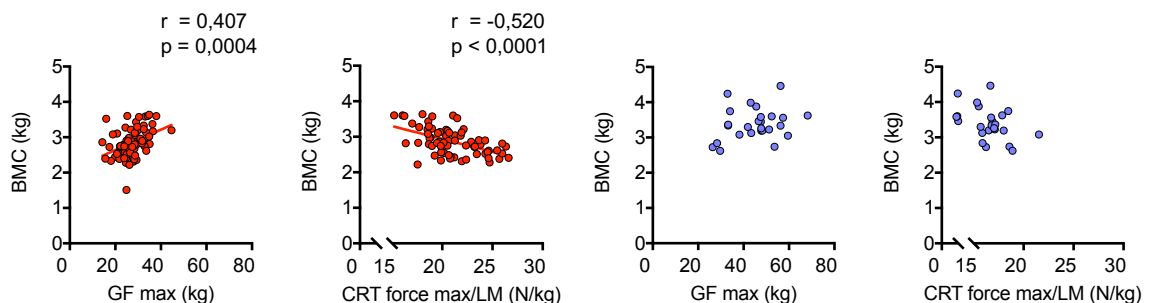 r = 0,407
p = 0,0004
BMC (kg)
5
4
3
2
1
0
0 20 40 60 80
GF max (kg)
r = -0,520
p < 0,0001
BMC (kg)
5
4
3
2
1
0
0 15 20 25 30
CRT force max/LM (N/kg)
BMC (kg)
5
4
3
2
1
0
0 20 40 60 80
GF max (kg)
BMC (kg)
5
4
3
2
1
0
0 15 20 25 30
CRT force max/LM (N/kg)